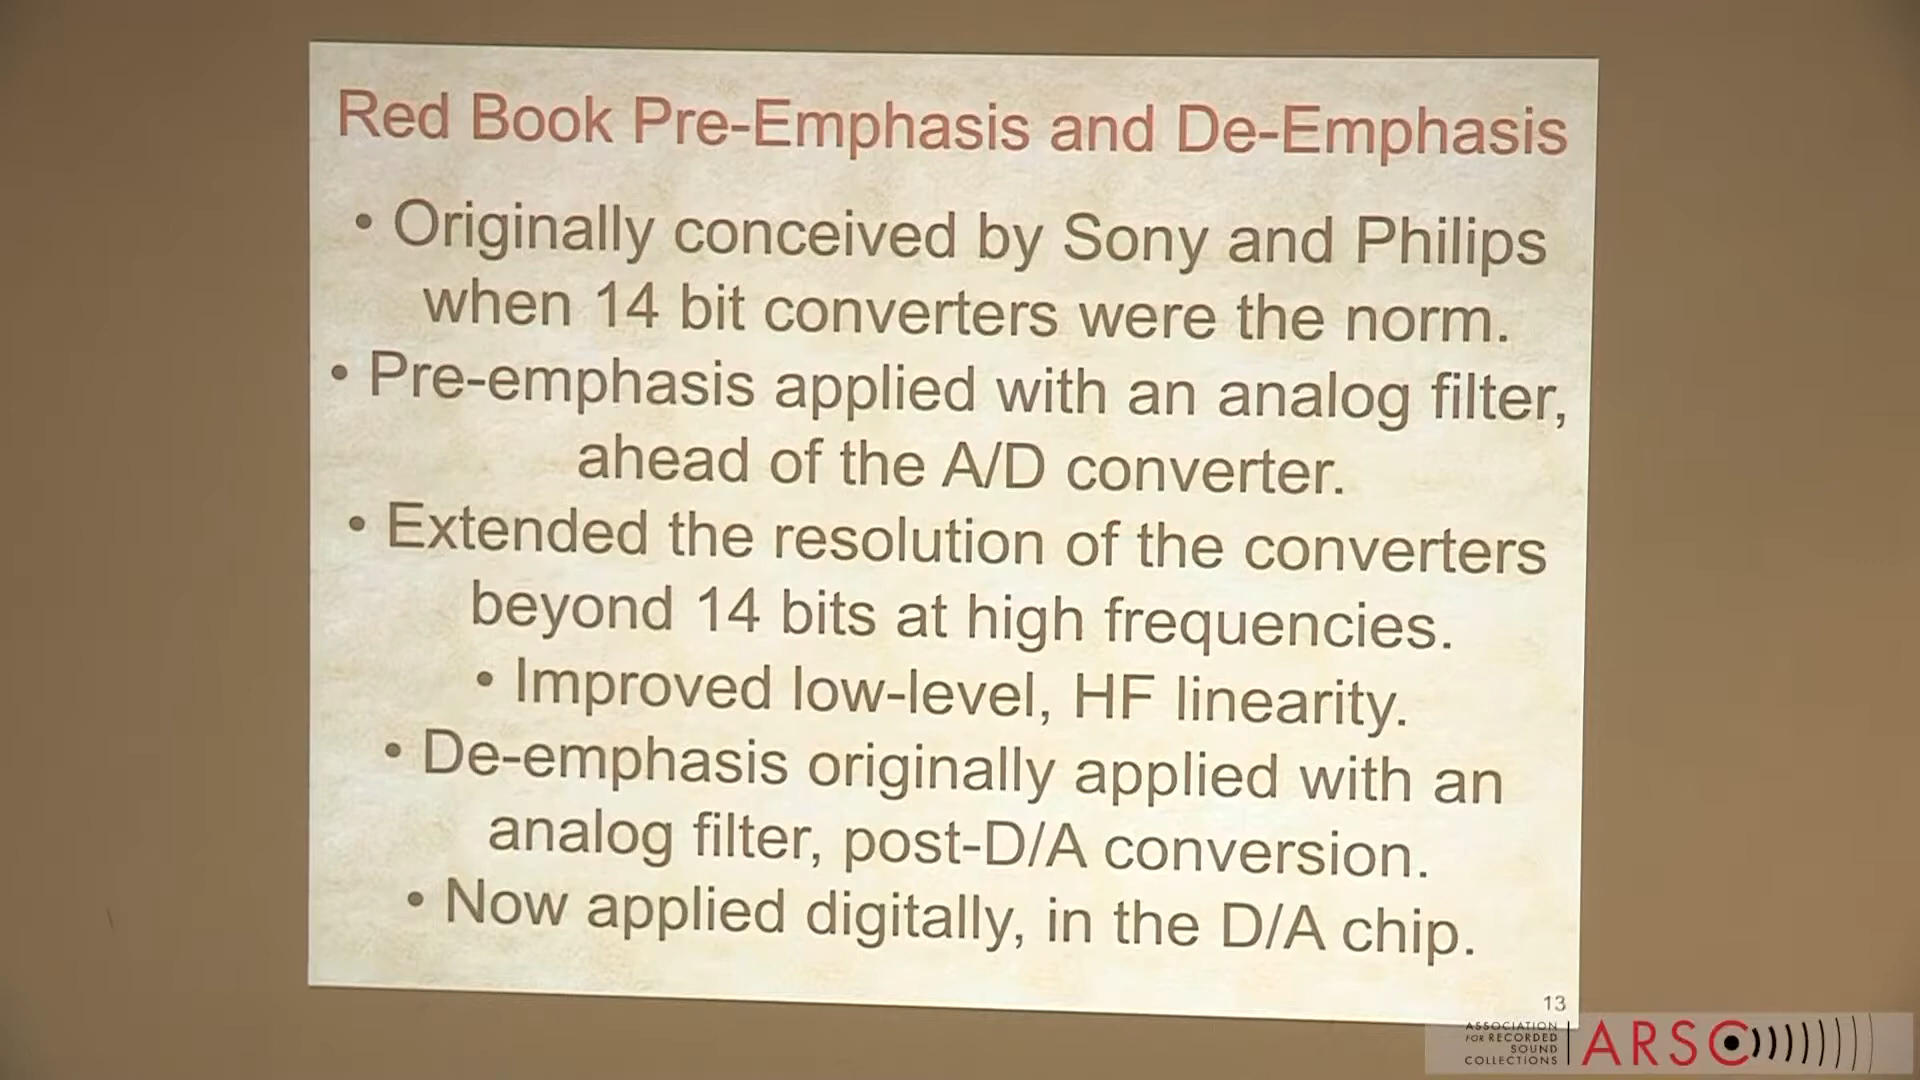 Red Book Pre-Emphasis and De-Emphasis
• Originally conceived by Sony and Philips
when 14 bit converters were the norm.
• Pre-emphasis applied with an analog filter,
ahead of the A/D converter.
• Extended the resolution of the converters
beyond 14 bits at high frequencies.
• Improved low-level, HF linearity.
• De-emphasis originally applied with an
analog filter, post-D/A conversion.
• Now applied digitally, in the D/A chip.
13
ASSOCIATION
FOR RECORDED
SOUND
COLLECTIONS
ARSC